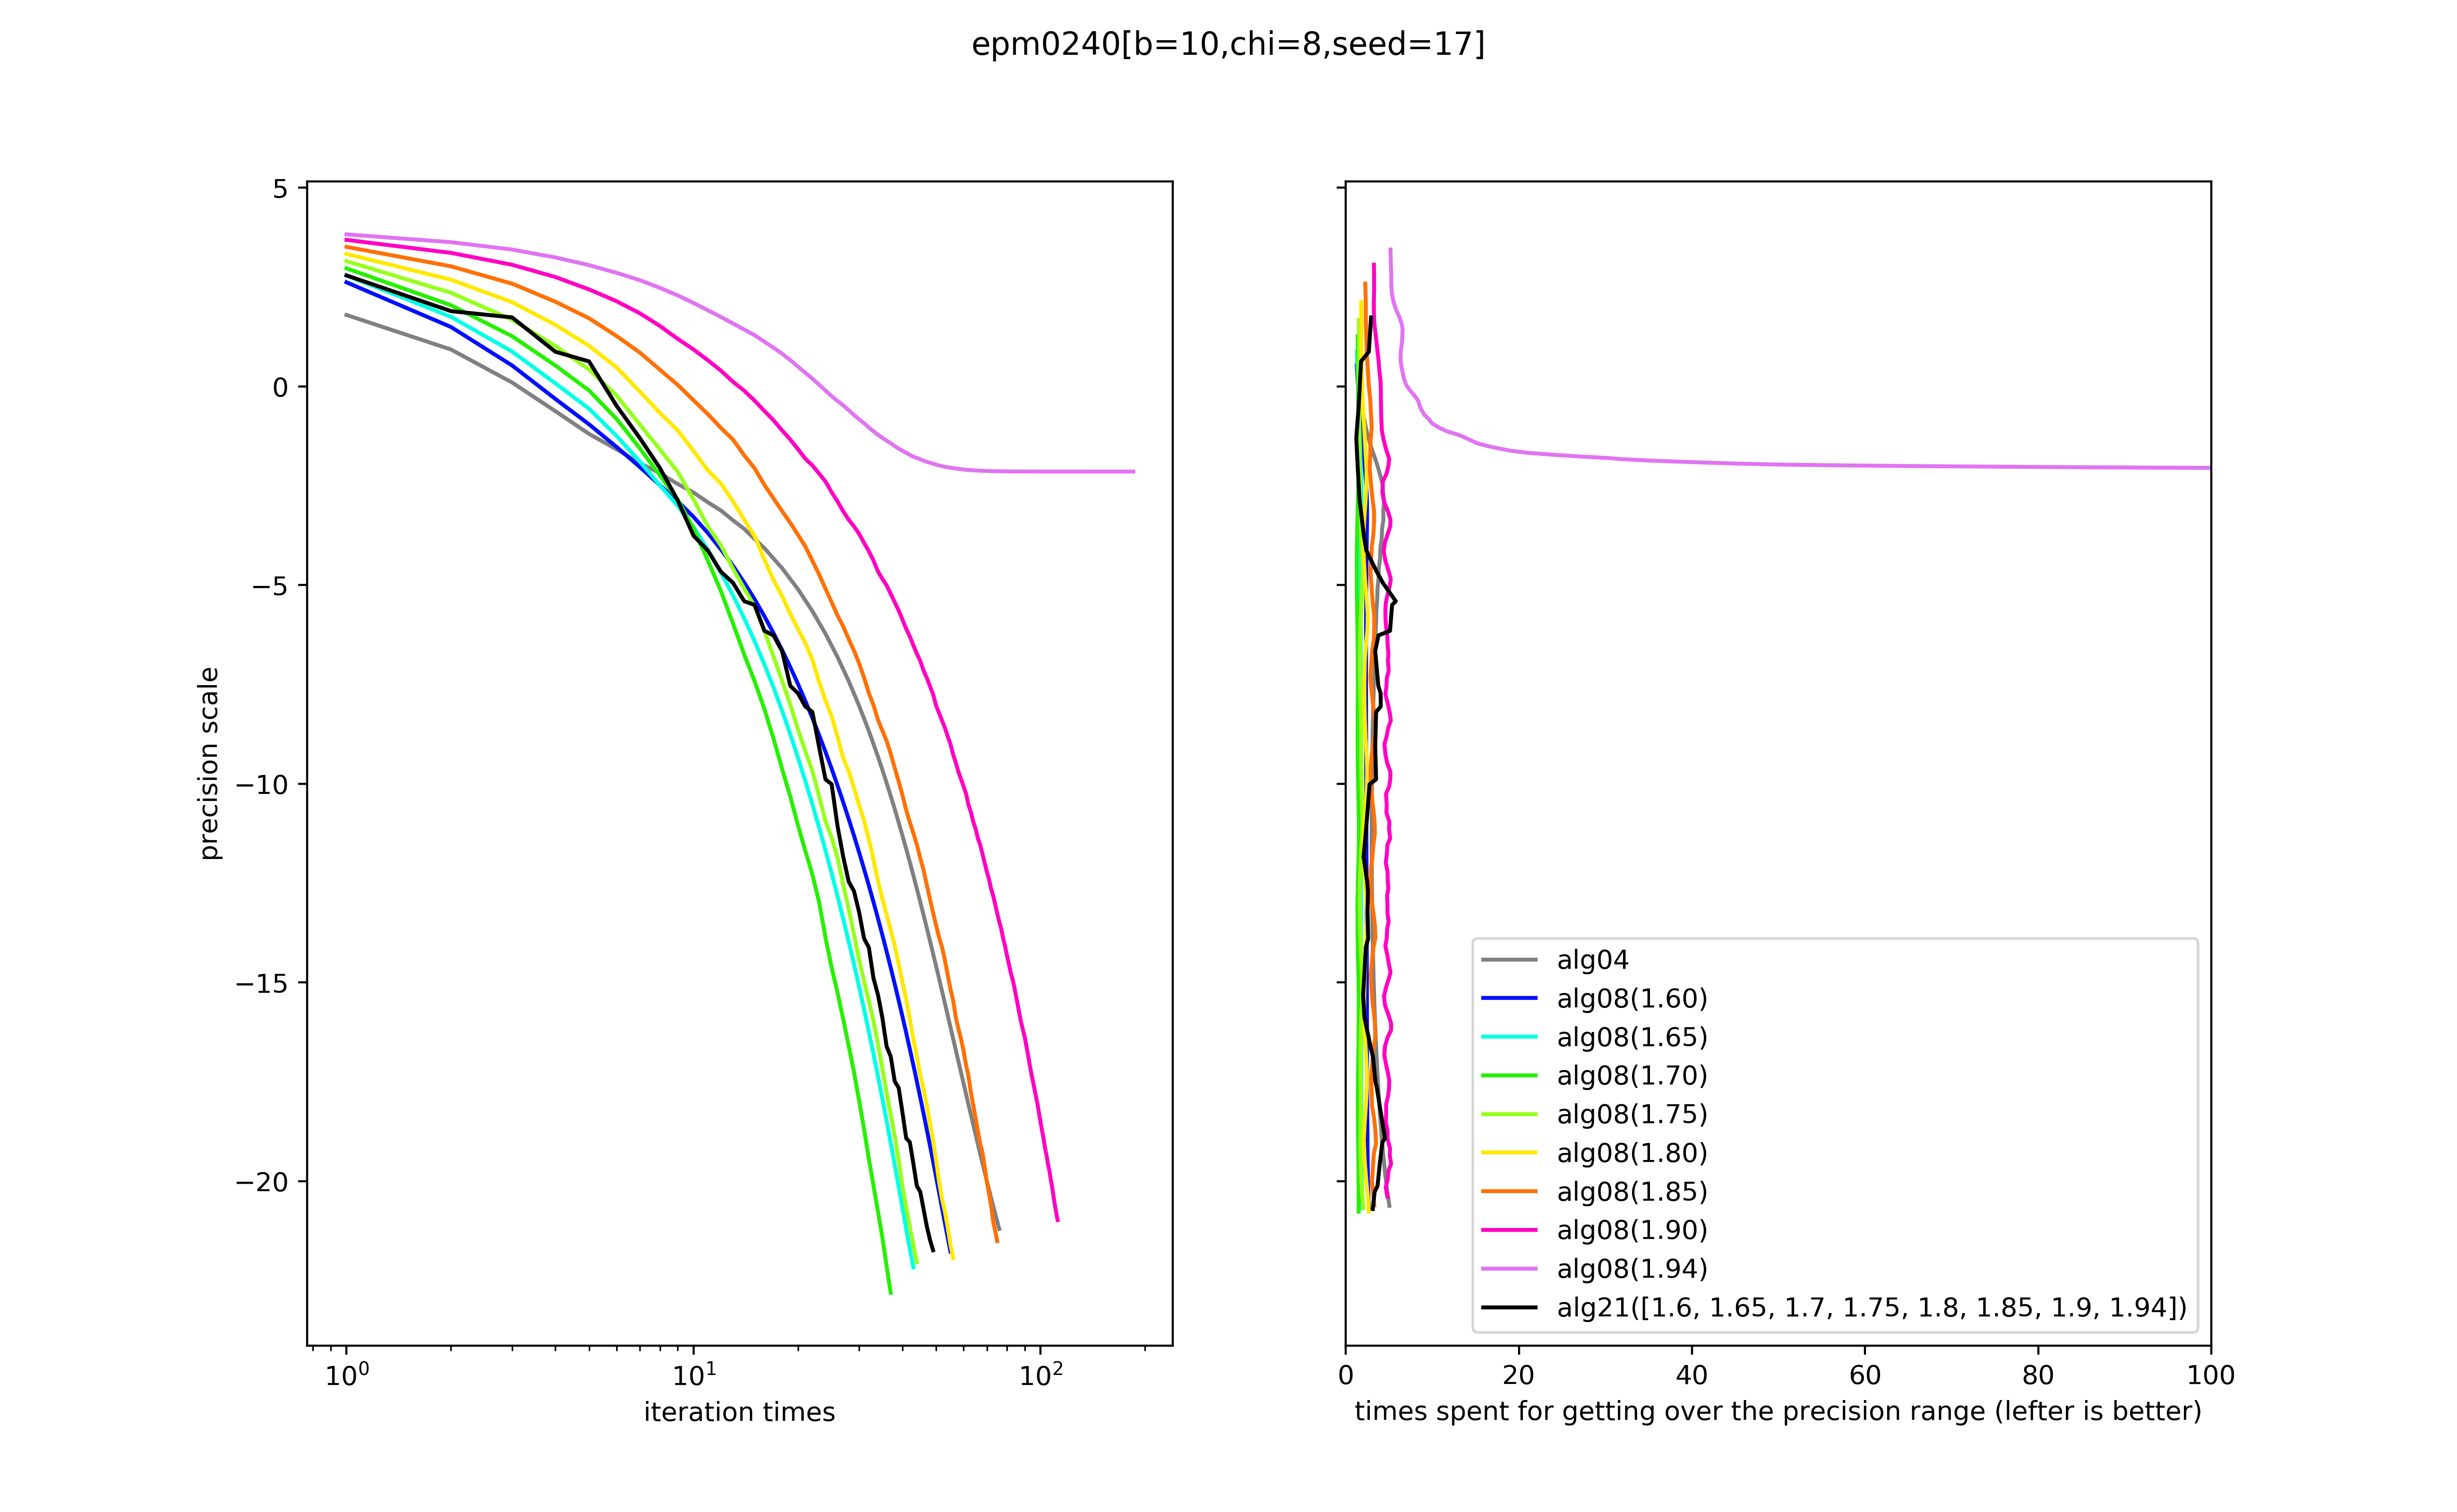 epm0240[b=10,chi=8,seed=17]
precision scale
5
0
−5
−10
−15
−20
10^0 10^1 10^2
iteration times
alg04
alg08(1.60)
alg08(1.65)
alg08(1.70)
alg08(1.75)
alg08(1.80)
alg08(1.85)
alg08(1.90)
alg08(1.94)
alg21([1.6, 1.65, 1.7, 1.75, 1.8, 1.85, 1.9, 1.94])
0 20 40 60 80 100
times spent for getting over the precision range (lefter is better)